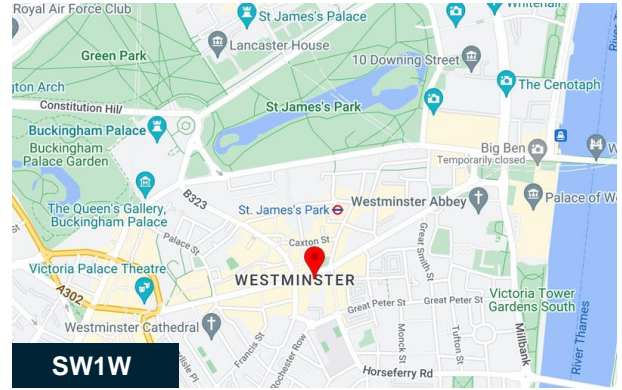 Royal Air Force Club
St James's Palace
Whitehall
Lancaster House
Green Park
10 Downing Street
River Thames
The Cenotaph
Constitution Hill
St James's Park
Buckingham Palace
Buckingham
Palace Garden
Big Ben
Temporarily closed
The Queen's Gallery,
Buckingham Palace
B323
St. James's Park
Westminster Abbey
Palace of We
Palace St
Caxton St
Great Smith St
Victoria Palace Theatre
WESTMINSTER
A302
Great Peter St
Great Peter St
Victoria Tower
Gardens South
Westminster Cathedral
Francis St
Rochester Row
Monck St
Tufton St
Millbank
River Thames
Horseferry Rd
SW1W